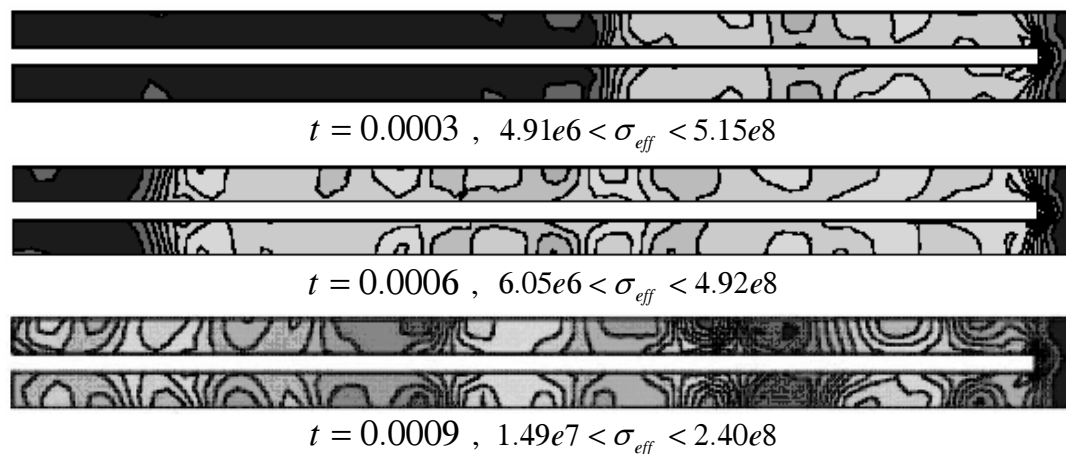 t = 0.0003 , 4.91e6 < σ_eff < 5.15e8
t = 0.0006 , 6.05e6 < σ_eff < 4.92e8
t = 0.0009 , 1.49e7 < σ_eff < 2.40e8